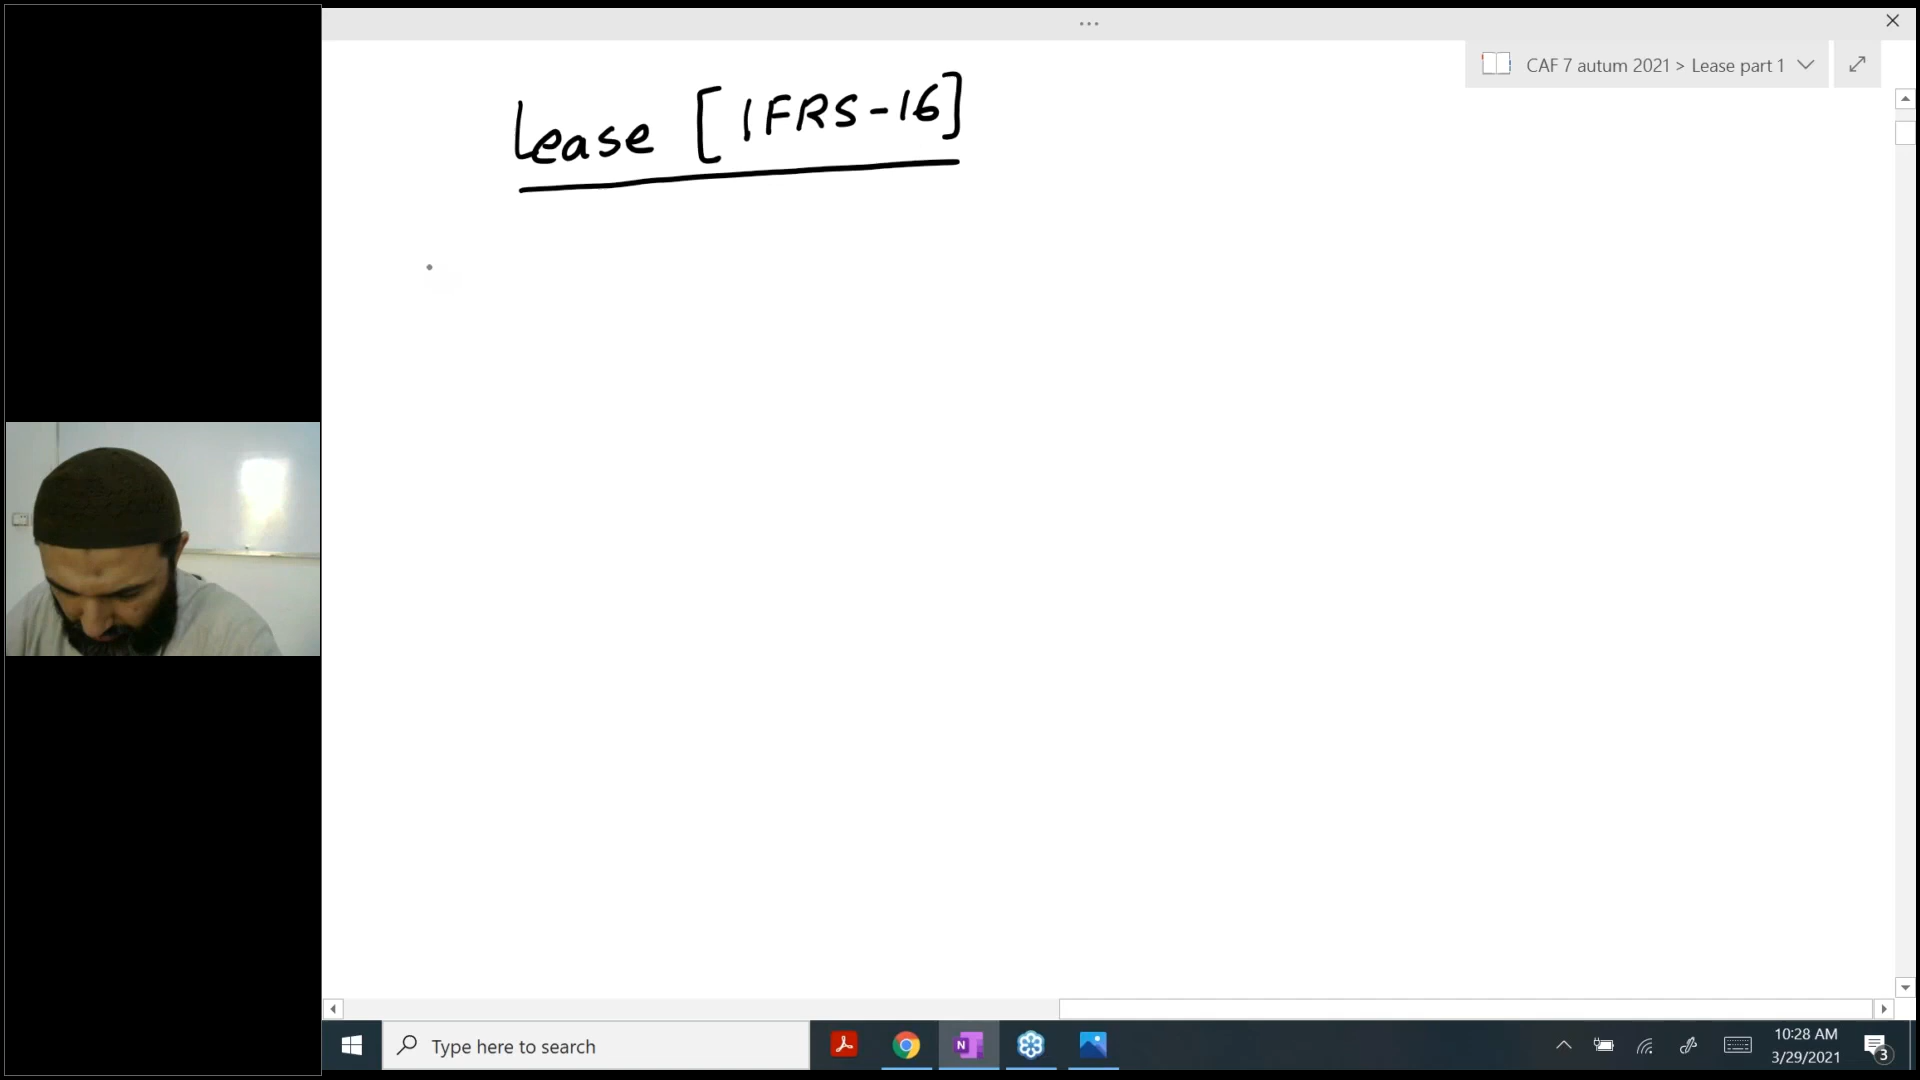 CAF 7 autum 2021 > Lease part 1
Lease [IFRS-16]
Type here to search
N
10:28 AM
3/29/2021
3